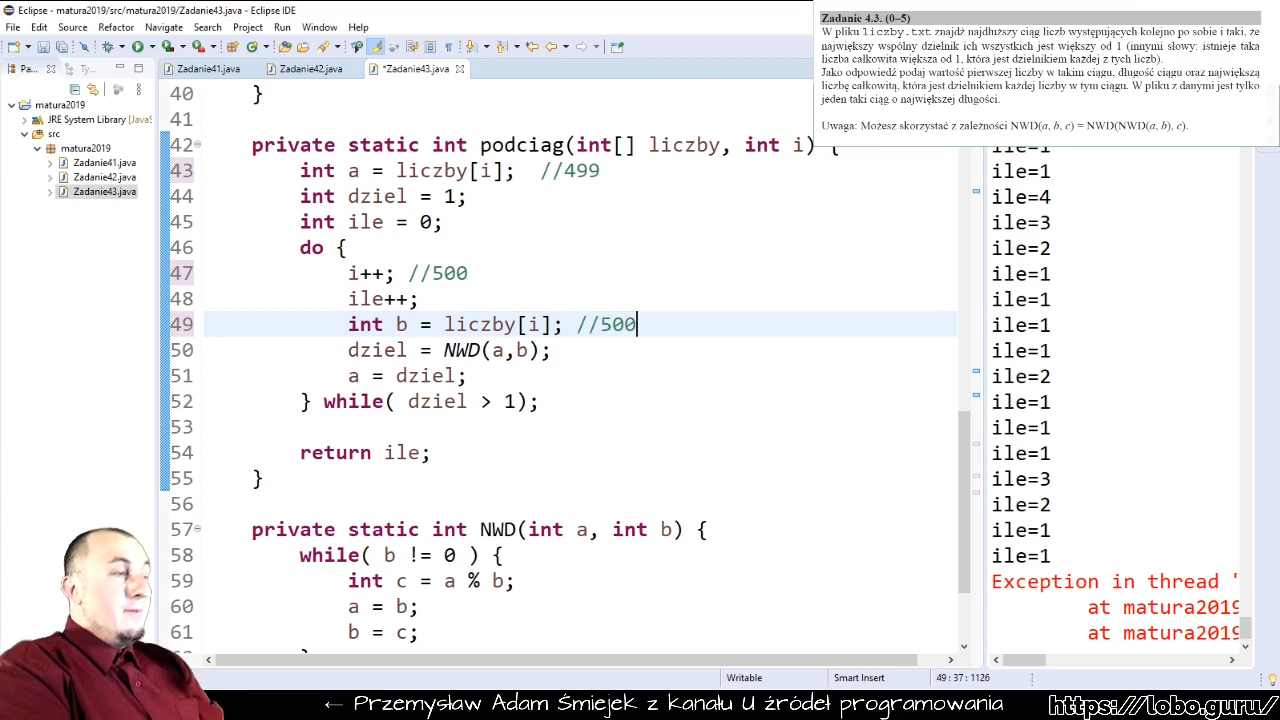 Eclipse - matura2019/src/matura2019/Zadanie43.java - Eclipse IDE
File Edit Source Refactor Navigate Search Project Run Window Help
Pa... Ty...
matura2019
JRE System Library [JavaS
src
matura2019
Zadanie41.java
Zadanie42.java
Zadanie43.java
Zadanie41.java Zadanie42.java *Zadanie43.java
40 }
41
42 private static int podciag(int[] liczby, int i) {
43 int a = liczby[i]; //499
44 int dziel = 1;
45 int ile = 0;
46 do {
47 i++; //500
48 ile++;
49 int b = liczby[i]; //500
50 dziel = NWD(a,b);
51 a = dziel;
52 } while( dziel > 1);
53
54 return ile;
55 }
56
57 private static int NWD(int a, int b) {
58 while( b != 0 ) {
59 int c = a % b;
60 a = b;
61 b = c;
Zadanie 4.3. (0–5)
W pliku liczby.txt znajdź najdłuższy ciąg liczb występujących kolejno po sobie i taki, że
największy wspólny dzielnik ich wszystkich jest większy od 1 (innymi słowy: istnieje taka
liczba całkowita większa od 1, która jest dzielnikiem każdej z tych liczb).
Jako odpowiedź podaj wartość pierwszej liczby w takim ciągu, długość ciągu oraz największą
liczbę całkowitą, która jest dzielnikiem każdej liczby w tym ciągu. W pliku z danymi jest tylko
jeden taki ciąg o największej długości.
Uwaga: Możesz skorzystać z zależności NWD(a, b, c) = NWD(NWD(a, b), c).
ile=1
ile=1
ile=4
ile=3
ile=2
ile=1
ile=1
ile=1
ile=1
ile=2
ile=1
ile=1
ile=1
ile=3
ile=2
ile=1
ile=1
Exception in thread "
at matura2019
at matura2019
Writable Smart Insert 49 : 37 : 1126
← Przemysław Adam Śmiejek z kanału U źródeł programowania https://lobo.guru/